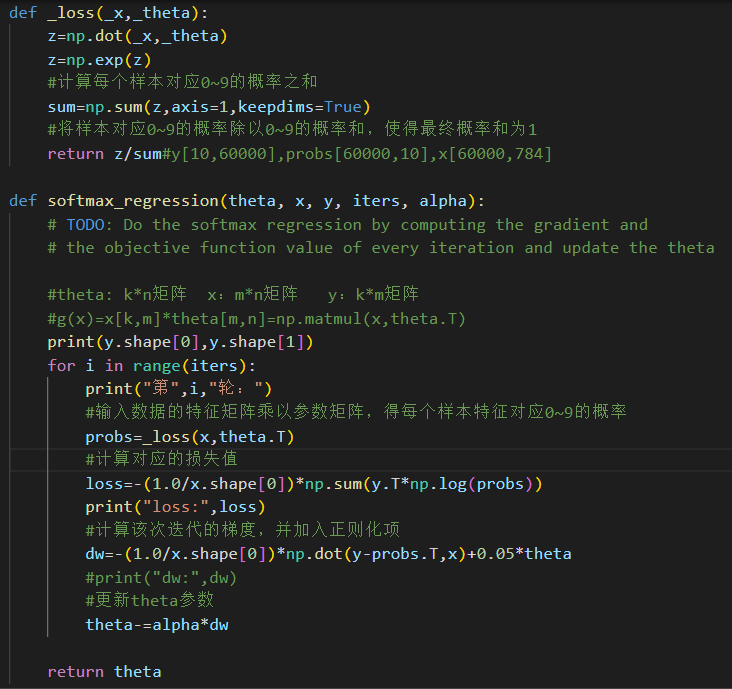 def _loss(_x,_theta):
    z=np.dot(_x,_theta)
    z=np.exp(z)
    #计算每个样本对应0~9的概率之和
    sum=np.sum(z,axis=1,keepdims=True)
    #将样本对应0~9的概率除以0~9的概率和，使得最终概率和为1
    return z/sum#y[10,60000],probs[60000,10],x[60000,784]

def softmax_regression(theta, x, y, iters, alpha):
    # TODO: Do the softmax regression by computing the gradient and
    # the objective function value of every iteration and update the theta

    #theta: k*n矩阵  x：m*n矩阵   y：k*m矩阵
    #g(x)=x[k,m]*theta[m,n]=np.matmul(x,theta.T)
    print(y.shape[0],y.shape[1])
    for i in range(iters):
        print("第",i,"轮：")
        #输入数据的特征矩阵乘以参数矩阵，得每个样本特征对应0~9的概率
        probs=_loss(x,theta.T)
        #计算对应的损失值
        loss=-(1.0/x.shape[0])*np.sum(y.T*np.log(probs))
        print("loss:",loss)
        #计算该次迭代的梯度，并加入正则化项
        dw=-(1.0/x.shape[0])*np.dot(y-probs.T,x)+0.05*theta
        #print("dw:",dw)
        #更新theta参数
        theta-=alpha*dw

    return theta